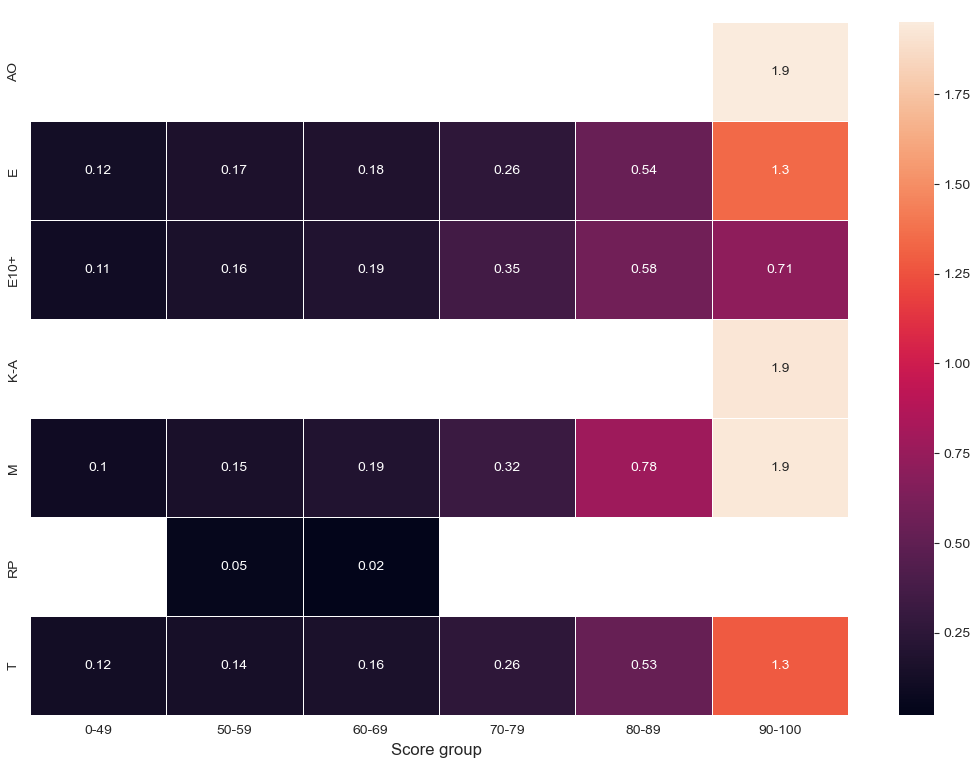 AO 1.9
E 0.12 0.17 0.18 0.26 0.54 1.3
E10+ 0.11 0.16 0.19 0.35 0.58 0.71
K-A 1.9
M 0.1 0.15 0.19 0.32 0.78 1.9
RP 0.05 0.02
T 0.12 0.14 0.16 0.26 0.53 1.3
0-49 50-59 60-69 70-79 80-89 90-100
Score group
1.75
1.50
1.25
1.00
0.75
0.50
0.25